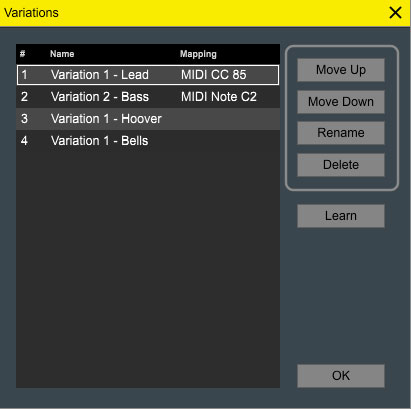 Variations
# Name Mapping
1 Variation 1 - Lead MIDI CC 85
2 Variation 2 - Bass MIDI Note C2
3 Variation 1 - Hoover
4 Variation 1 - Bells
Move Up
Move Down
Rename
Delete
Learn
OK